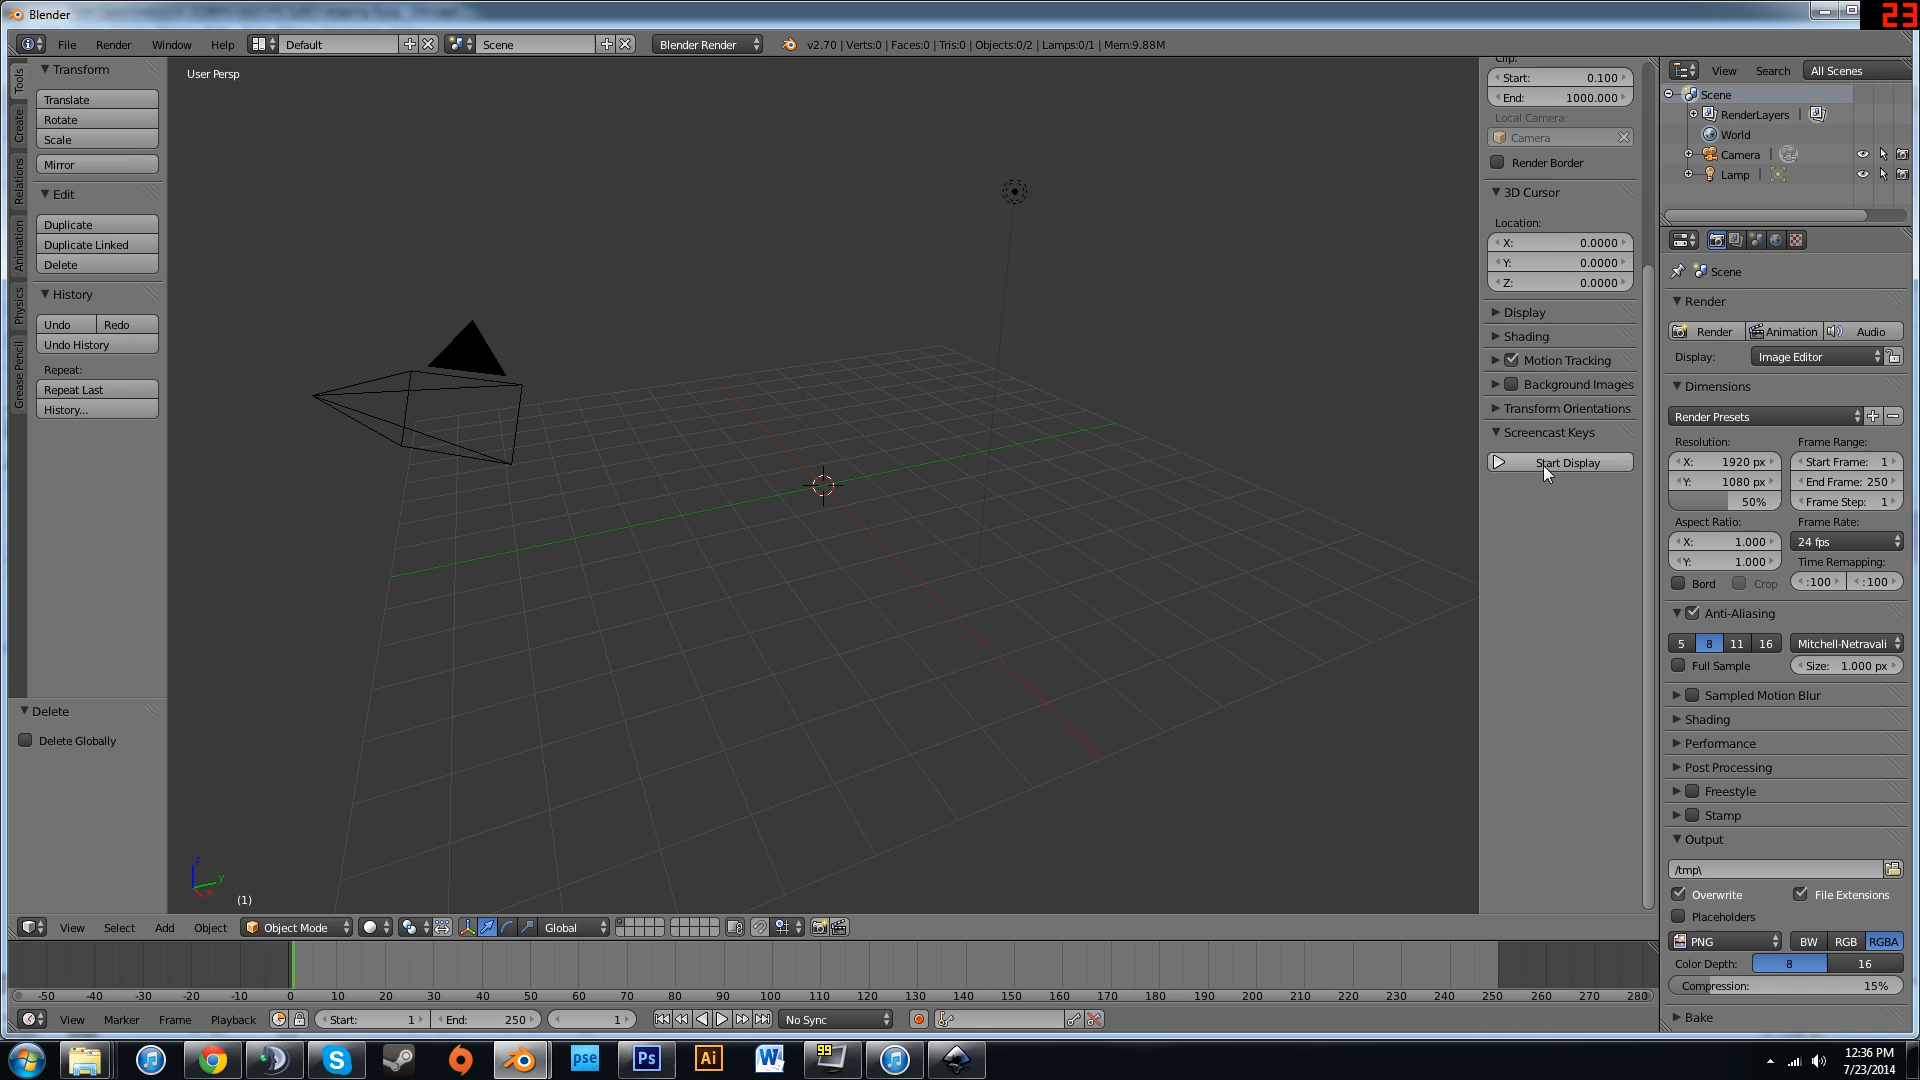 Blender
23
File Render Window Help Default Scene Blender Render v2.70 | Verts:0 | Faces:0 | Tris:0 | Objects:0/2 | Lamps:0/1 | Mem:9.88M
Tools
Create
Relations
Animation
Physics
Grease Pencil
Transform
Translate
Rotate
Scale
Mirror
Edit
Duplicate
Duplicate Linked
Delete
History
Undo Redo
Undo History
Repeat:
Repeat Last
History...
Delete
Delete Globally
User Persp
z
y
x
(1)
Clip:
Start: 0.100
End: 1000.000
Local Camera:
Camera
Render Border
3D Cursor
Location:
X: 0.0000
Y: 0.0000
Z: 0.0000
Display
Shading
Motion Tracking
Background Images
Transform Orientations
Screencast Keys
Start Display
View Search All Scenes
Scene
RenderLayers |
World
Camera |
Lamp |
Scene
Render
Render Animation Audio
Display: Image Editor
Dimensions
Render Presets
Resolution: Frame Range:
X: 1920 px Start Frame: 1
Y: 1080 px End Frame: 250
50% Frame Step: 1
Aspect Ratio: Frame Rate:
X: 1.000 24 fps
Y: 1.000 Time Remapping:
Bord Crop :100 :100
Anti-Aliasing
5 8 11 16 Mitchell-Netravali
Full Sample Size: 1.000 px
Sampled Motion Blur
Shading
Performance
Post Processing
Freestyle
Stamp
Output
/tmp\
Overwrite File Extensions
Placeholders
PNG BW RGB RGBA
Color Depth: 8 16
Compression: 15%
Bake
View Select Add Object Object Mode Global
-50 -40 -30 -20 -10 0 10 20 30 40 50 60 70 80 90 100 110 120 130 140 150 160 170 180 190 200 210 220 230 240 250 260 270 280
View Marker Frame Playback Start: 1 End: 250 1 No Sync
pse Ps Ai W 99
12:36 PM
7/23/2014